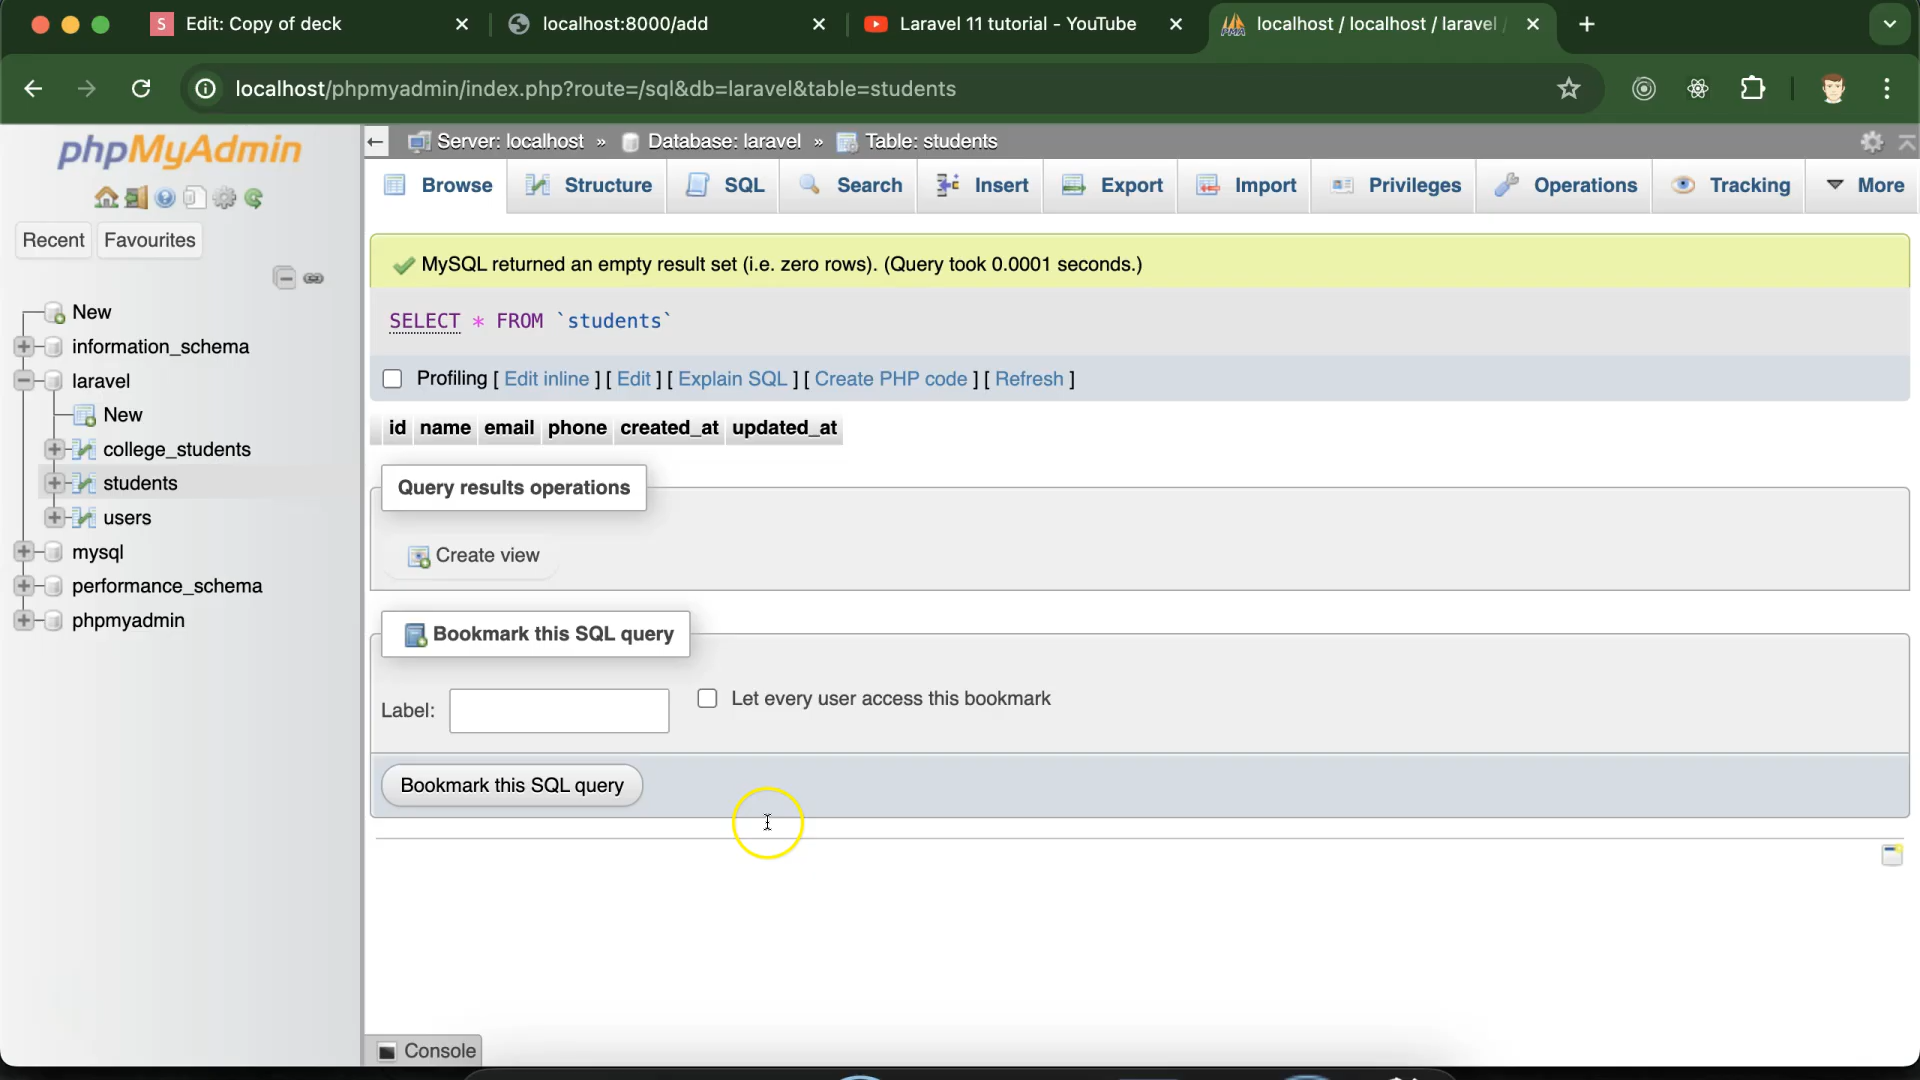 Edit: Copy of deck
localhost:8000/add
Laravel 11 tutorial - YouTube
localhost / localhost / laravel /
localhost/phpmyadmin/index.php?route=/sql&db=laravel&table=students
phpMyAdmin
Recent
Favourites
New
information_schema
laravel
New
college_students
students
users
mysql
performance_schema
phpmyadmin
Server: localhost » Database: laravel » Table: students
Browse
Structure
SQL
Search
Insert
Export
Import
Privileges
Operations
Tracking
More
MySQL returned an empty result set (i.e. zero rows). (Query took 0.0001 seconds.)
SELECT * FROM `students`
Profiling [ Edit inline ] [ Edit ] [ Explain SQL ] [ Create PHP code ] [ Refresh ]
id name email phone created_at updated_at
Query results operations
Create view
Bookmark this SQL query
Label:
Let every user access this bookmark
Bookmark this SQL query
Console